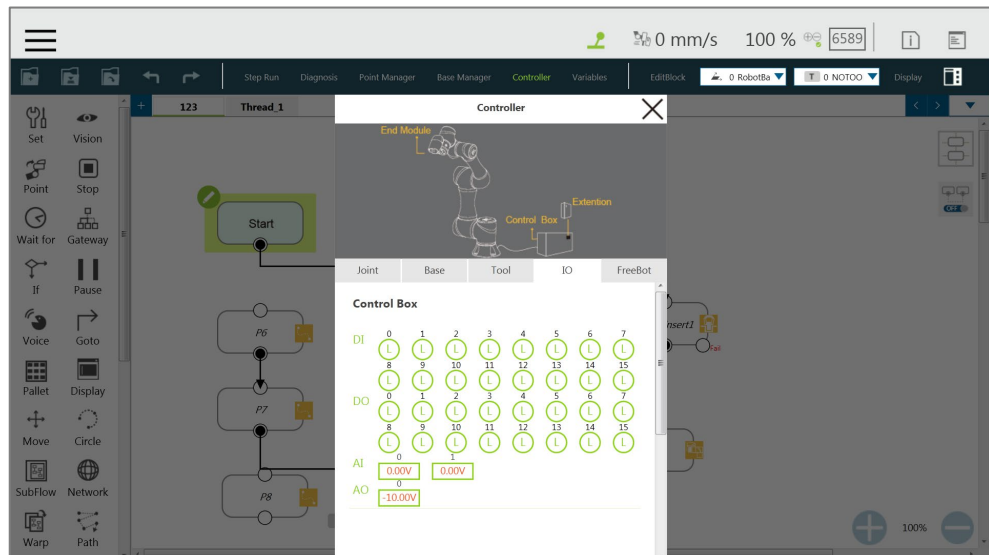 0 mm/s 100 % 6589
Step Run Diagnosis Point Manager Base Manager Controller Variables EditBlock 0 RobotBa T 0 NOTOO Display
+ 123 Thread_1
Set Vision
Point Stop
Wait for Gateway
If Pause
Voice Goto
Pallet Display
Move Circle
SubFlow Network
Warp Path
Start
P6
P7
P8
Controller
End Module
Extention
Control Box
Joint Base Tool IO FreeBot
Control Box
0 1 2 3 4 5 6 7
DI L L L L L L L L
8 9 10 11 12 13 14 15
L L L L L L L L
0 1 2 3 4 5 6 7
DO L L L L L L L L
8 9 10 11 12 13 14 15
L L L L L L L L
0 1
AI 0.00V 0.00V
0
AO -10.00V
nsert1
Fail
OFF
100%